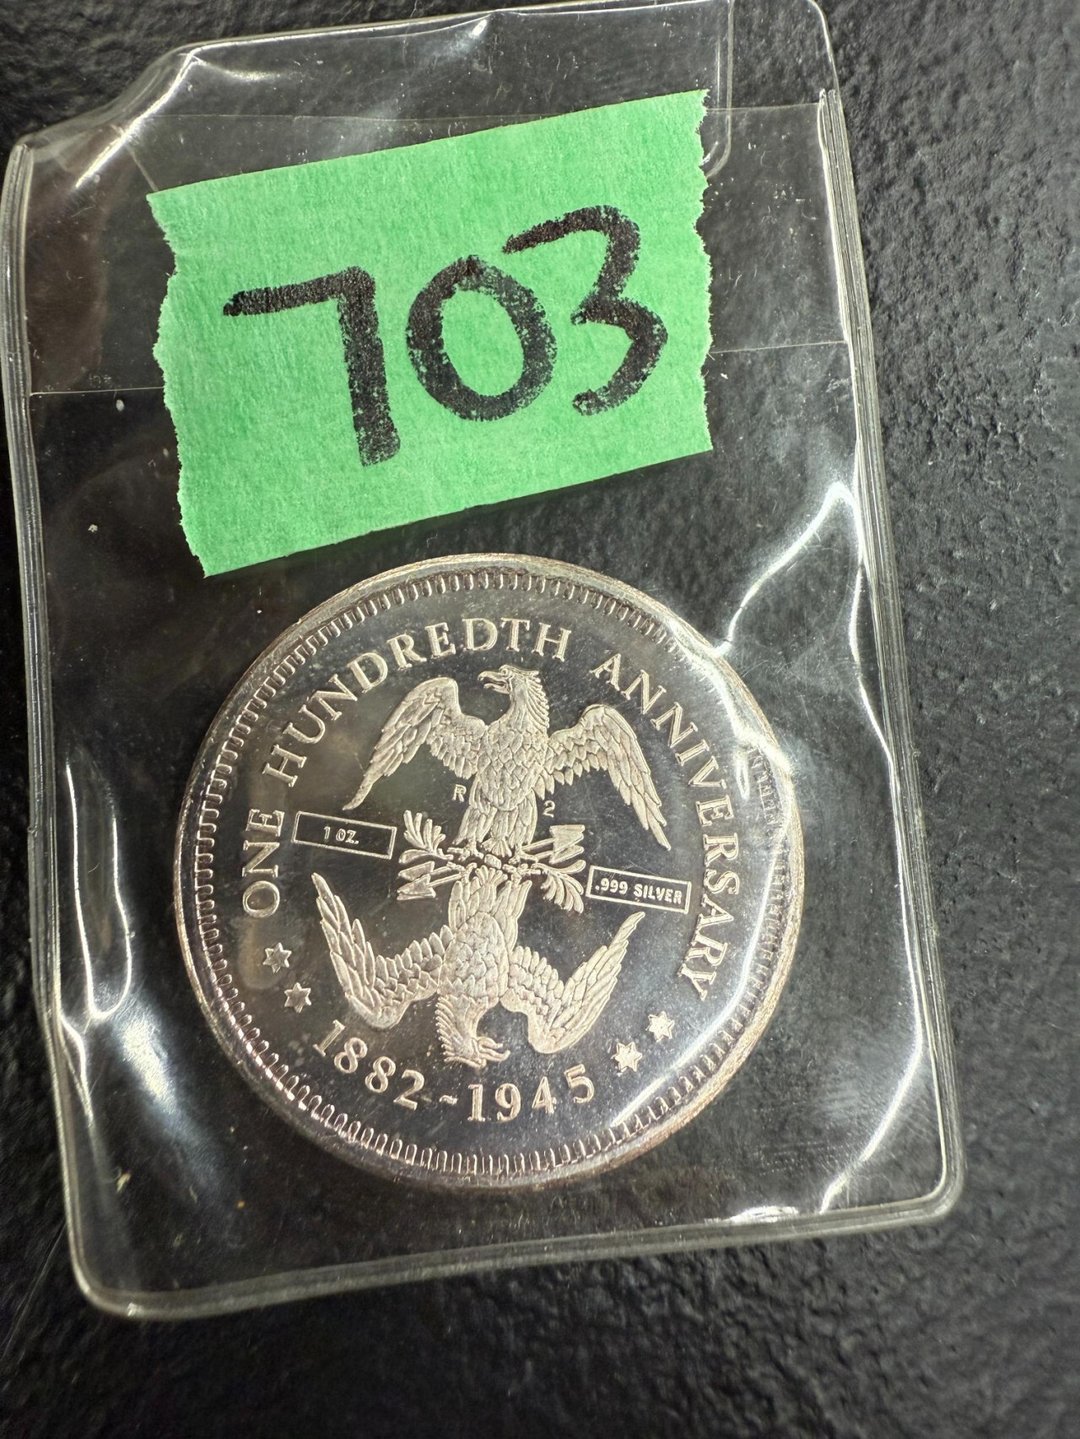 703
ONE HUNDREDTH ANNIVERSARY
R 2
1 OZ.
.999 SILVER
1882-1945